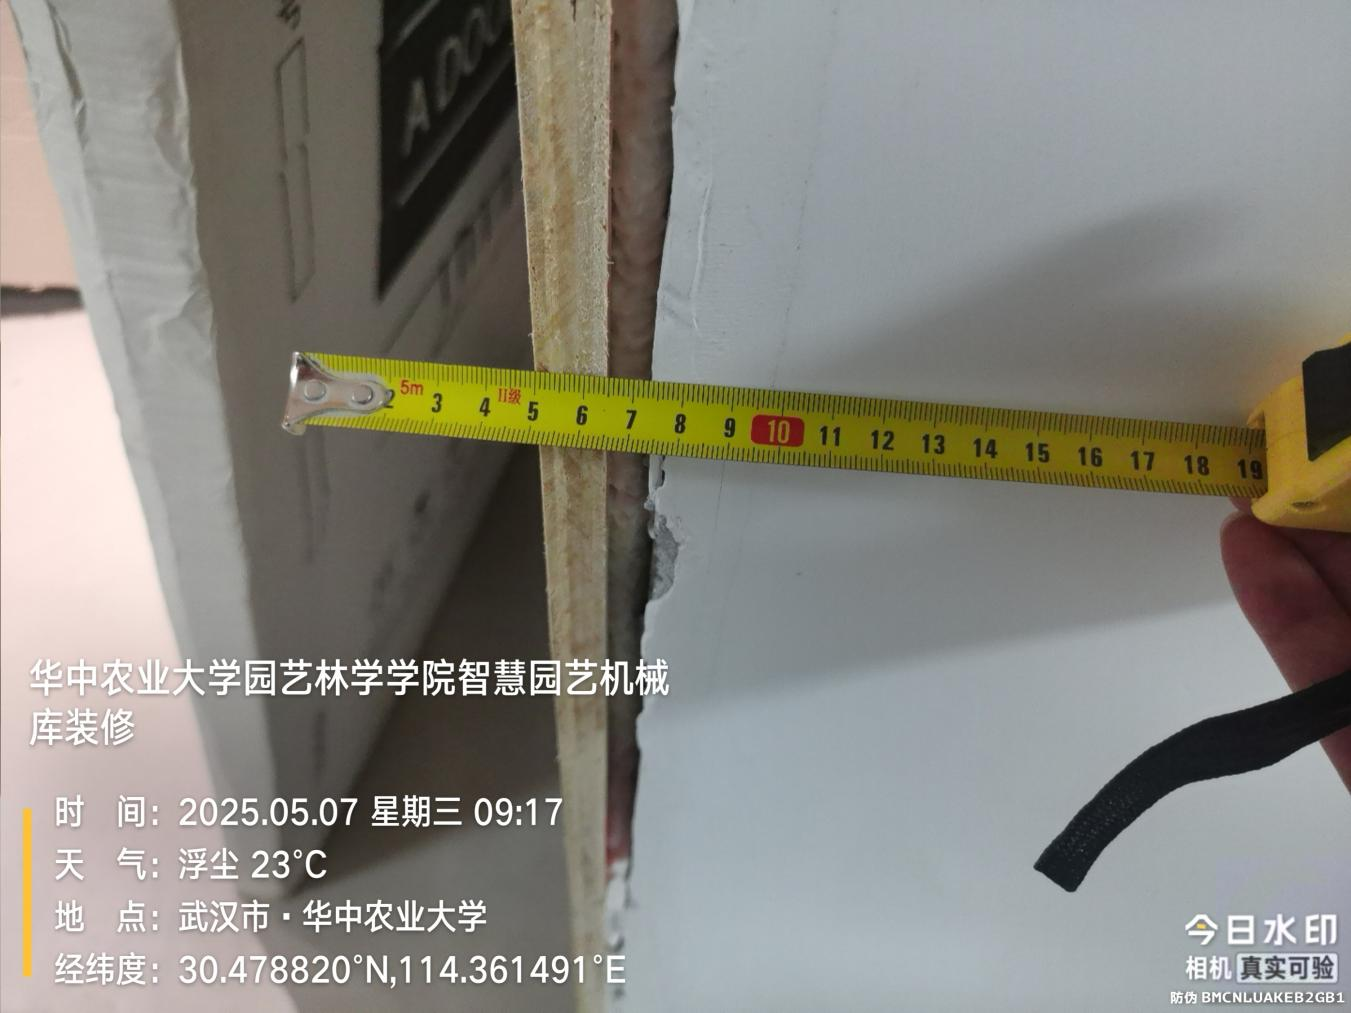 ADOU
5m
II级
2 3 4 5 6 7 8 9 10 11 12 13 14 15 16 17 18 19
华中农业大学园艺林学学院智慧园艺机械
库装修
时 间：2025.05.07 星期三 09:17
天 气：浮尘 23°C
地 点：武汉市·华中农业大学
经纬度：30.478820°N,114.361491°E
今日水印
相机 真实可验
防伪 BMCNLUAKEB2GB1